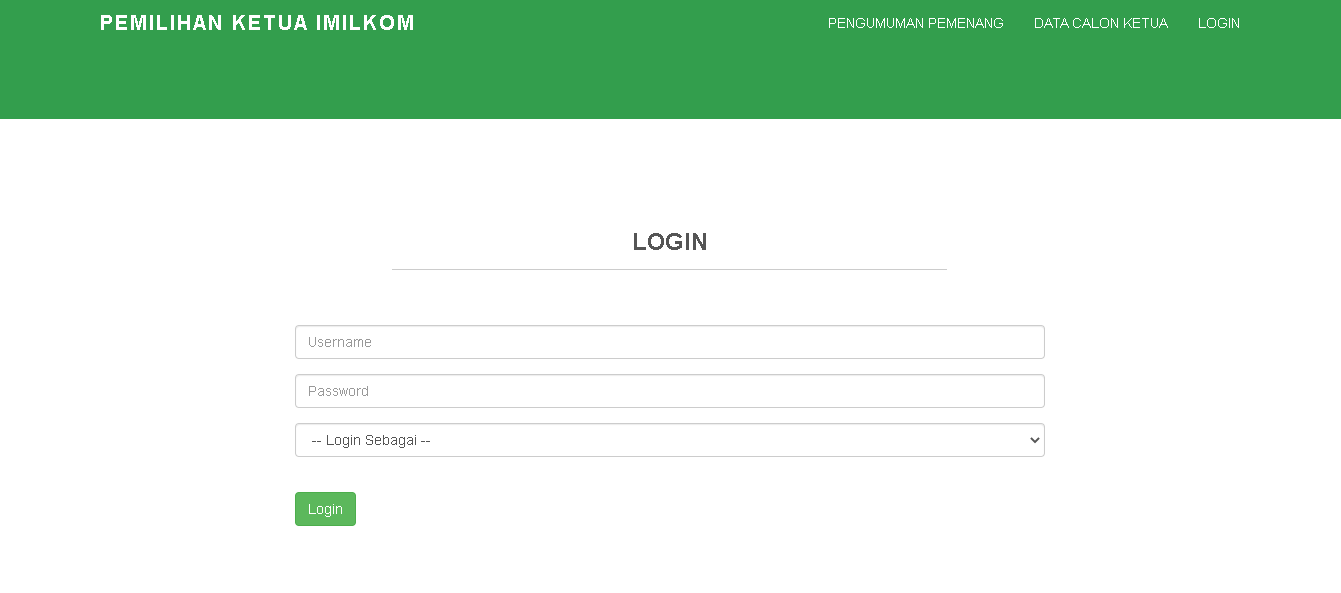 PEMILIHAN KETUA IMILKOM
PENGUMUMAN PEMENANG DATA CALON KETUA LOGIN
LOGIN
Username
Password
-- Login Sebagai --
Login